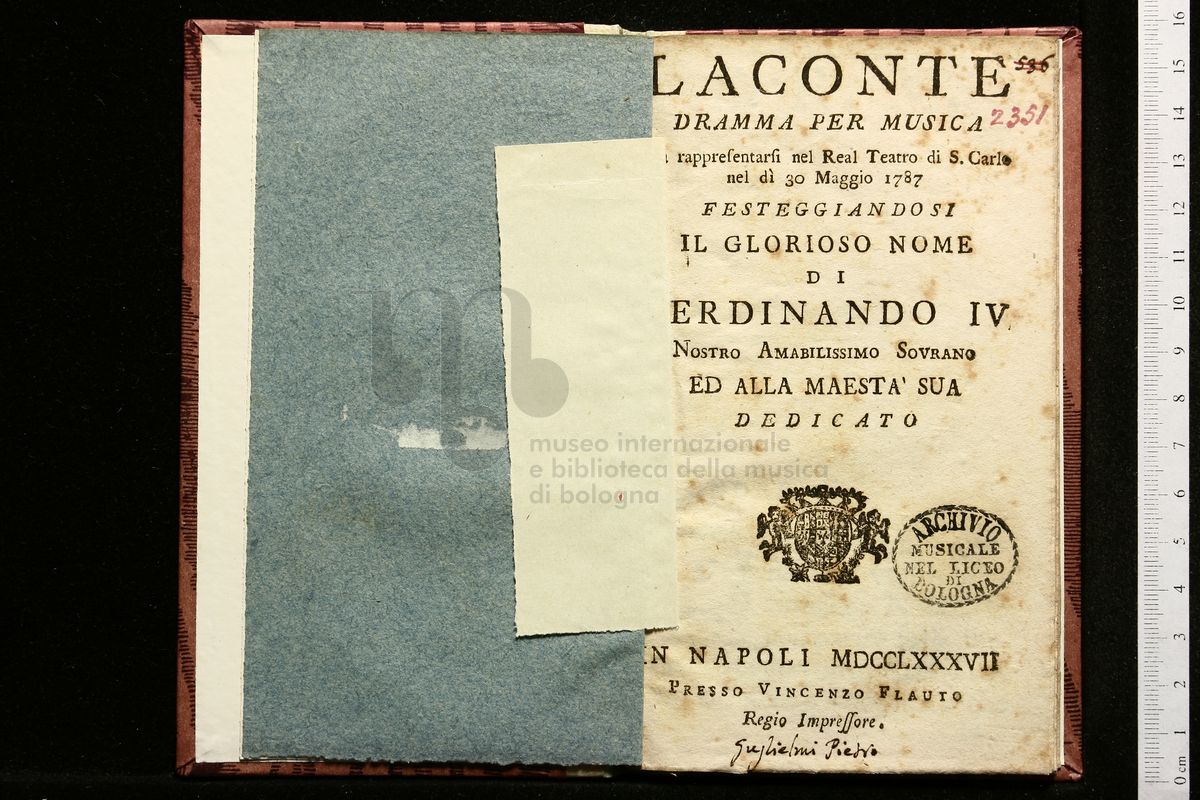 LACONTE
536
DRAMMA PER MUSICA
2351
rappresentarsi nel Real Teatro di S. Carlo
nel dì 30 Maggio 1787
FESTEGGIANDOSI
IL GLORIOSO NOME
DI
ERDINANDO IV
NOSTRO AMABILISSIMO SOVRANO
ED ALLA MAESTA' SUA
DEDICATO
museo internazionale
e biblioteca della musica
di bologna
ARCHIVIO
MUSICALE
NEL LICEO
DI
BOLOGNA
IN NAPOLI MDCCLXXXVII
PRESSO VINCENZO FLAUTO
Regio Impressore.
Guglielmi Piedro
0 cm 1 2 3 4 5 6 7 8 9 10 11 12 13 14 15 16